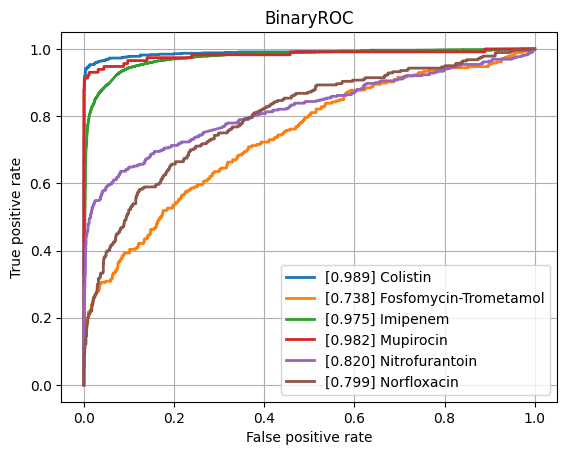 BinaryROC
True positive rate
1.0
0.8
0.6
0.4
0.2
0.0
[0.989] Colistin
[0.738] Fosfomycin-Trometamol
[0.975] Imipenem
[0.982] Mupirocin
[0.820] Nitrofurantoin
[0.799] Norfloxacin
0.0 0.2 0.4 0.6 0.8 1.0
False positive rate